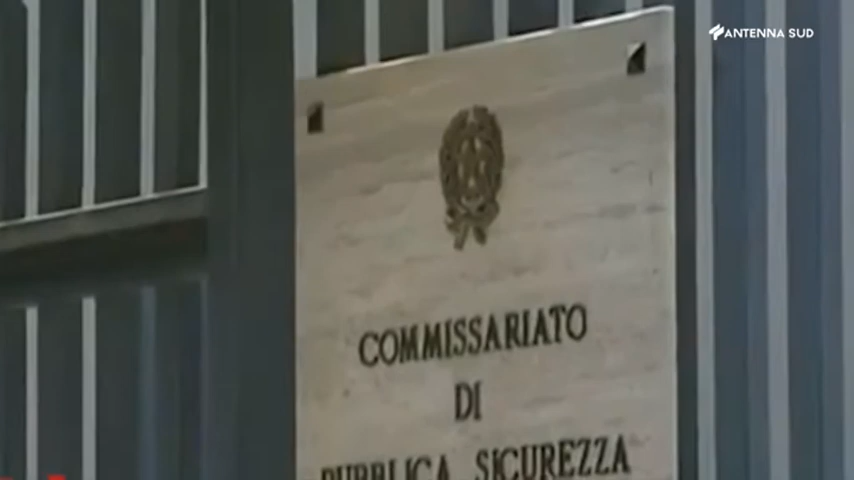 ANTENNA SUD
COMMISSARIATO
DI
PUBBLICA SICUREZZA